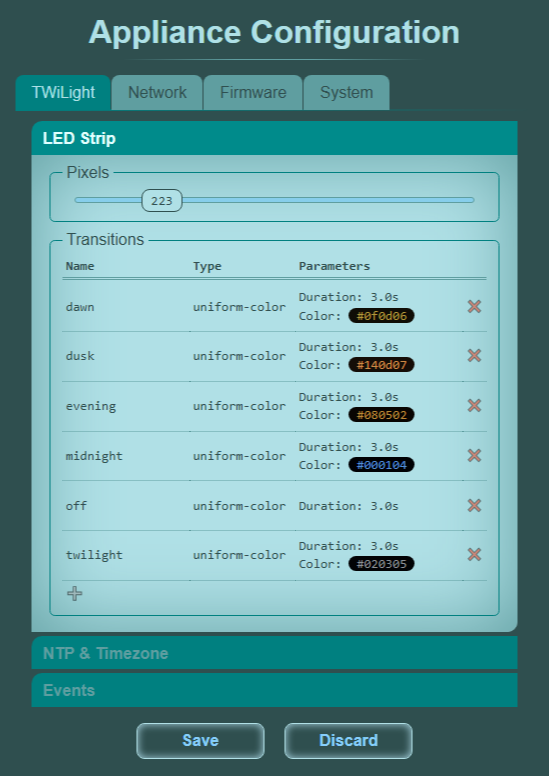 Appliance Configuration
TWiLight Network Firmware System
LED Strip
Pixels
223
Transitions
Name Type Parameters
dawn uniform-color Duration: 3.0s
Color: #0f0d06
dusk uniform-color Duration: 3.0s
Color: #140d07
evening uniform-color Duration: 3.0s
Color: #080502
midnight uniform-color Duration: 3.0s
Color: #000104
off uniform-color Duration: 3.0s
twilight uniform-color Duration: 3.0s
Color: #020305
NTP & Timezone
Events
Save Discard